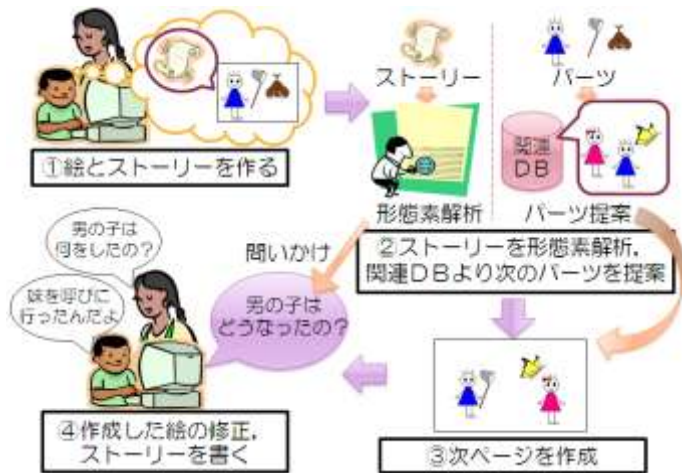 ①絵とストーリーを作る
ストーリー
パーツ
関連
DB
形態素解析
パーツ提案
②ストーリーを形態素解析，
関連DBより次のパーツを提案
③次ページを作成
問いかけ
男の子は
どうなったの？
男の子は
何をしたの？
妹を呼びに
行ったんだよ
④作成した絵の修正，
ストーリーを書く